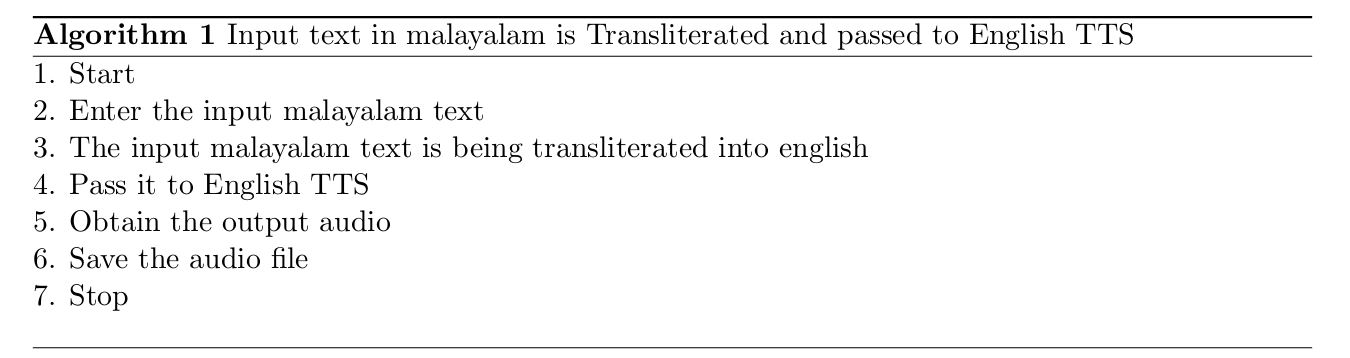 Algorithm 1 Input text in malayalam is Transliterated and passed to English TTS
1. Start
2. Enter the input malayalam text
3. The input malayalam text is being transliterated into english
4. Pass it to English TTS
5. Obtain the output audio
6. Save the audio file
7. Stop